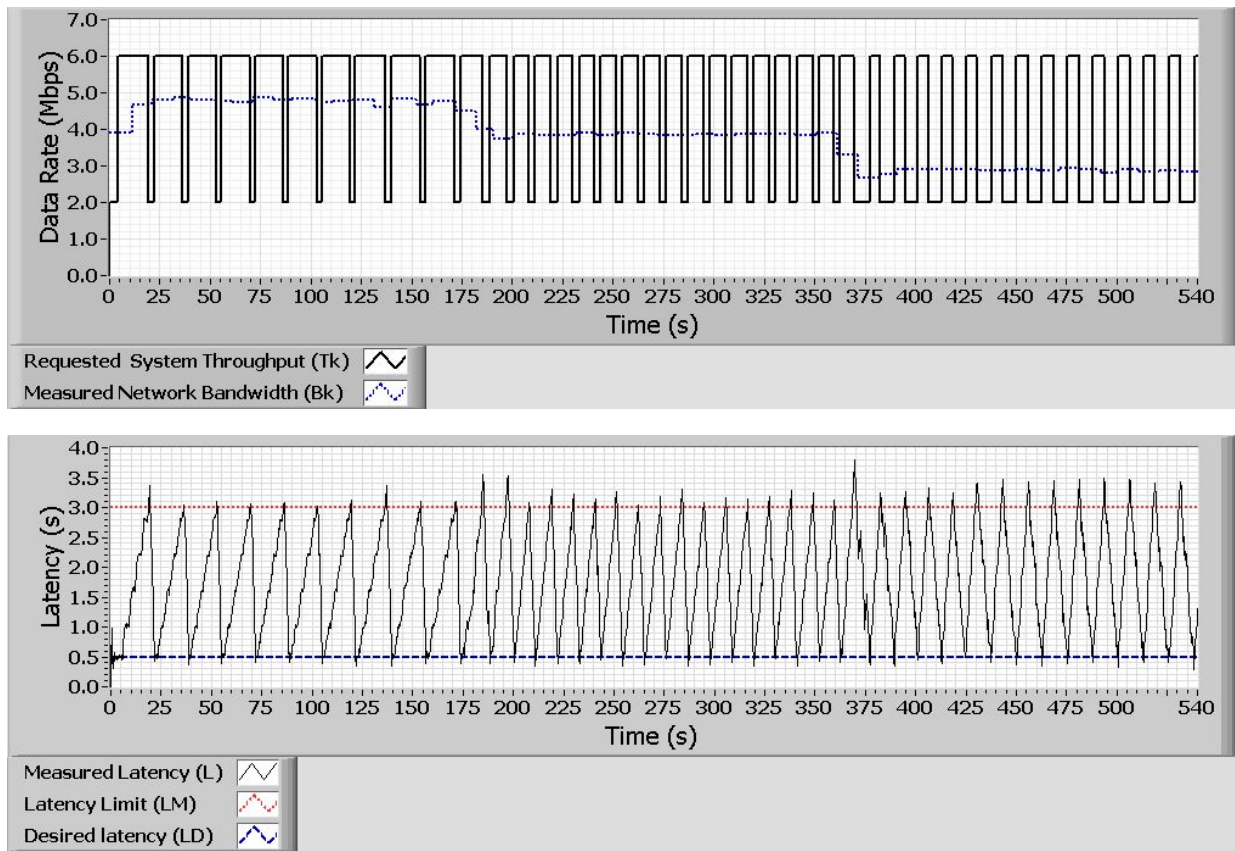 7.0
6.0
5.0
4.0
3.0
2.0
1.0
0.0
Data Rate (Mbps)
0 25 50 75 100 125 150 175 200 225 250 275 300 325 350 375 400 425 450 475 500 540
Time (s)
Requested System Throughput (Tk)
Measured Network Bandwidth (Bk)
4.0
3.5
3.0
2.5
2.0
1.5
1.0
0.5
0.0
Latency (s)
0 25 50 75 100 125 150 175 200 225 250 275 300 325 350 375 400 425 450 475 500 540
Time (s)
Measured Latency (L)
Latency Limit (LM)
Desired latency (LD)